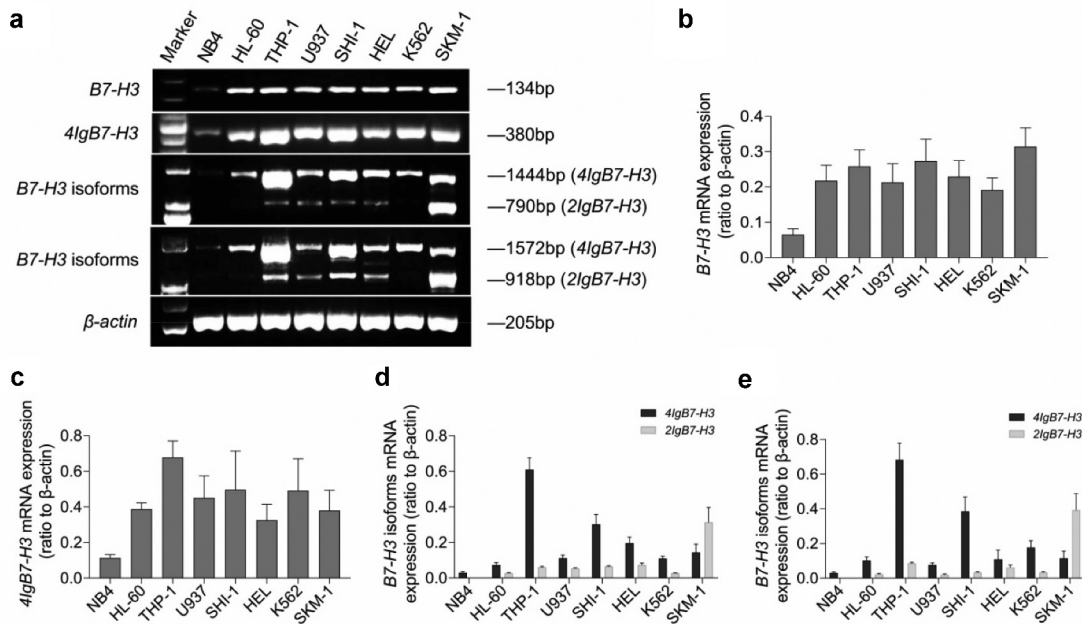 a
Marker NB4 HL-60 THP-1 U937 SHI-1 HEL K562 SKM-1
B7-H3 —134bp
4IgB7-H3 —380bp
B7-H3 isoforms —1444bp (4IgB7-H3)
—790bp (2IgB7-H3)
B7-H3 isoforms —1572bp (4IgB7-H3)
—918bp (2IgB7-H3)
β-actin —205bp
b
B7-H3 mRNA expression
(ratio to β-actin)
0.4
0.3
0.2
0.1
0.0
NB4 HL-60 THP-1 U937 SHI-1 HEL K562 SKM-1
c
4IgB7-H3 mRNA expression
(ratio to β-actin)
0.8
0.6
0.4
0.2
0.0
NB4 HL-60 THP-1 U937 SHI-1 HEL K562 SKM-1
d
4IgB7-H3
2IgB7-H3
B7-H3 isoforms mRNA
expression (ratio to β-actin)
0.8
0.6
0.4
0.2
0.0
NB4 HL-60 THP-1 U937 SHI-1 HEL K562 SKM-1
e
4IgB7-H3
2IgB7-H3
B7-H3 isoforms mRNA
expression (ratio to β-actin)
0.8
0.6
0.4
0.2
0.0
NB4 HL-60 THP-1 U937 SHI-1 HEL K562 SKM-1